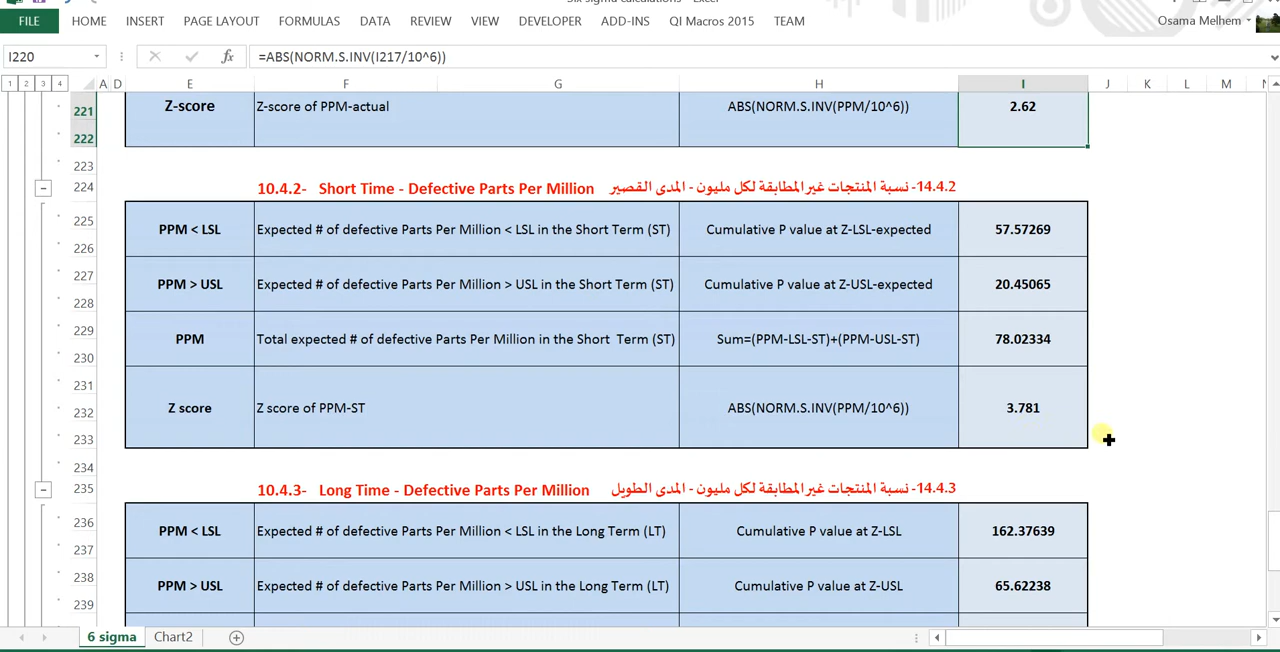 Six sigma calculations - Excel
FILE HOME INSERT PAGE LAYOUT FORMULAS DATA REVIEW VIEW DEVELOPER ADD-INS QI Macros 2015 TEAM Osama Melhem
I220 fx =ABS(NORM.S.INV(I217/10^6))
1 2 3 4 A D E F G H I J K L M N
221 Z-score Z-score of PPM-actual ABS(NORM.S.INV(PPM/10^6)) 2.62
222
223
224 10.4.2- Short Time - Defective Parts Per Million 14.4.2- نسبة المنتجات غير المطابقة لكل مليون - المدى القصير
225
PPM < LSL Expected # of defective Parts Per Million < LSL in the Short Term (ST) Cumulative P value at Z-LSL-expected 57.57269
226
227
PPM > USL Expected # of defective Parts Per Million > USL in the Short Term (ST) Cumulative P value at Z-USL-expected 20.45065
228
229
PPM Total expected # of defective Parts Per Million in the Short Term (ST) Sum=(PPM-LSL-ST)+(PPM-USL-ST) 78.02334
230
231
232 Z score Z score of PPM-ST ABS(NORM.S.INV(PPM/10^6)) 3.781
233
234
235 10.4.3- Long Time - Defective Parts Per Million 14.4.3- نسبة المنتجات غير المطابقة لكل مليون - المدى الطويل
236
PPM < LSL Expected # of defective Parts Per Million < LSL in the Long Term (LT) Cumulative P value at Z-LSL 162.37639
237
238
PPM > USL Expected # of defective Parts Per Million > USL in the Long Term (LT) Cumulative P value at Z-USL 65.62238
239
6 sigma Chart2